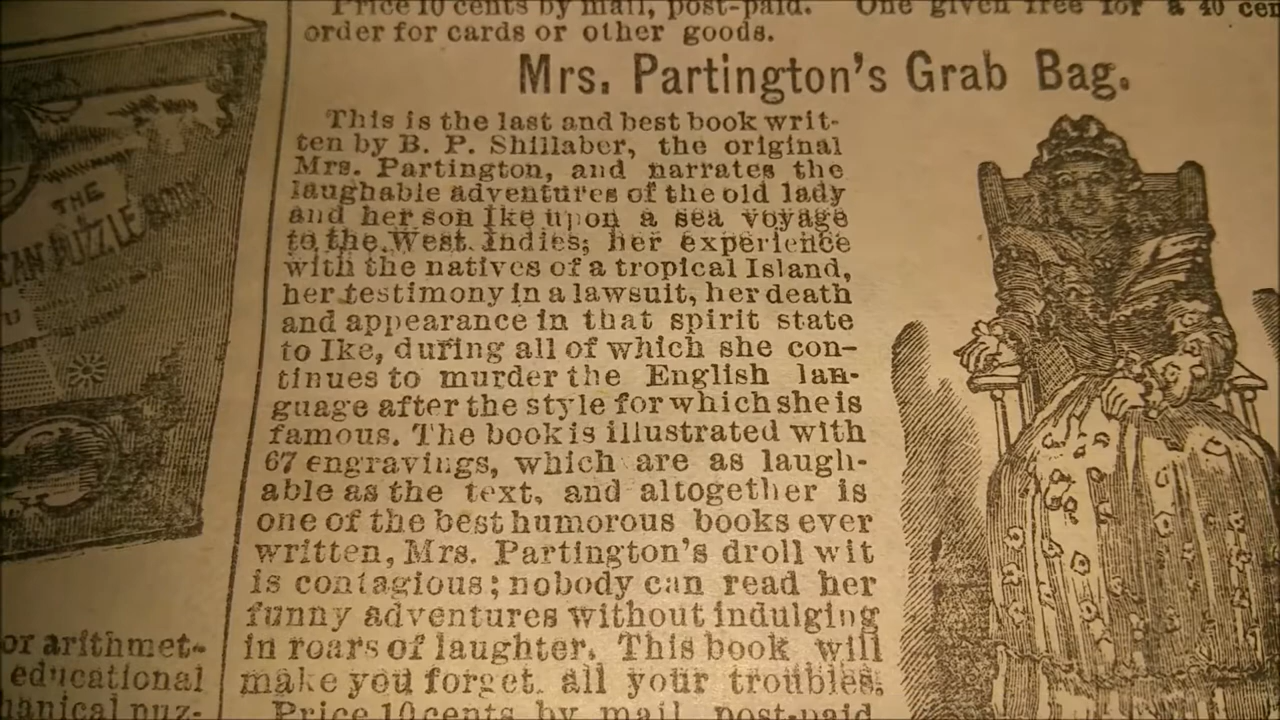 Price 10 cents by mail, post-paid. One given free for a 40 cen
order for cards or other goods.
Mrs. Partington's Grab Bag.
This is the last and best book writ-
ten by B. P. Shillaber, the original
Mrs. Partington, and narrates the
laughable adventures of the old lady
and her son Ike upon a sea voyage
to the West Indies; her experience
with the natives of a tropical Island,
her testimony in a lawsuit, her death
and appearance in that spirit state
to Ike, during all of which she con-
tinues to murder the English lan-
guage after the style for which she is
famous. The book is illustrated with
67 engravings, which are as laugh-
able as the text, and altogether is
one of the best humorous books ever
written, Mrs. Partington's droll wit
is contagious; nobody can read her
funny adventures without indulging
in roars of laughter. This book will
make you forget all your troubles.
Price 10 cents by mail, post-paid
THE
CAN PUZZLE BOOK
or arithmet-
educational
hanical puz-